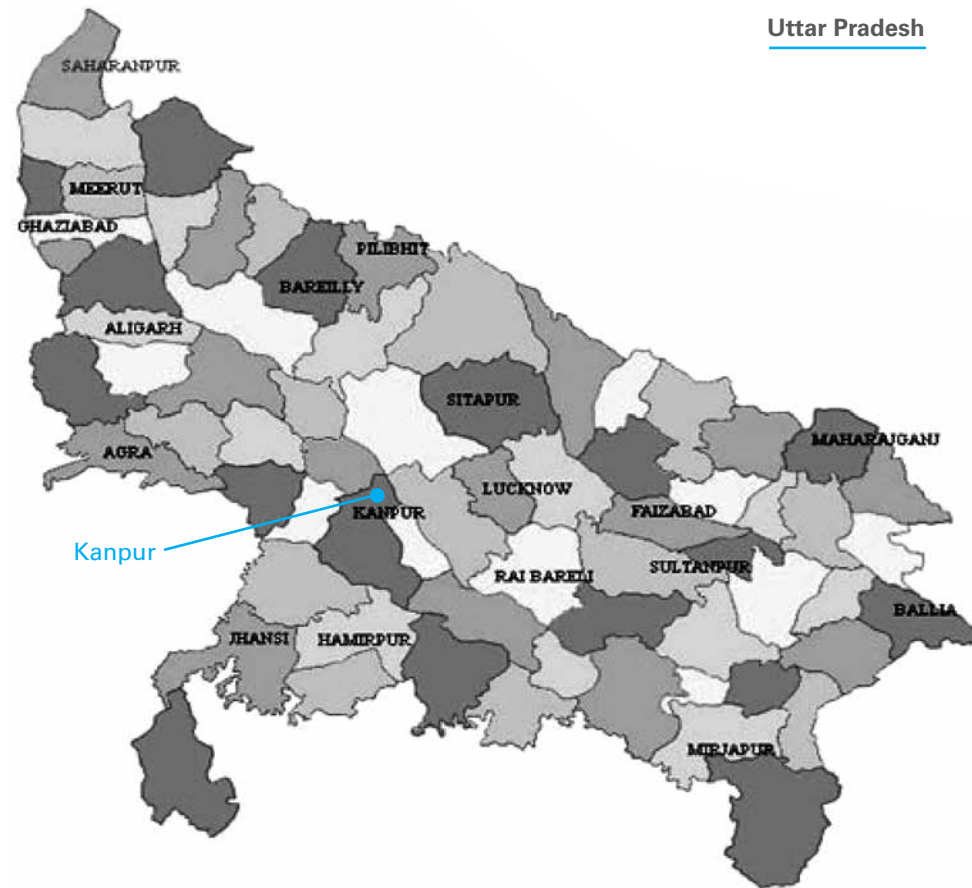 Uttar Pradesh
SAHARANPUR
MEERUT
GHAZIABAD
PILIBHIT
BAREILLY
ALIGARH
SITAPUR
MAHARAJGANJ
AGRA
LUCKNOW
KANPUR
FAIZABAD
Kanpur
SULTANPUR
RAI BARELI
BALLIA
JHANSI
HAMIRPUR
MIRJAPUR